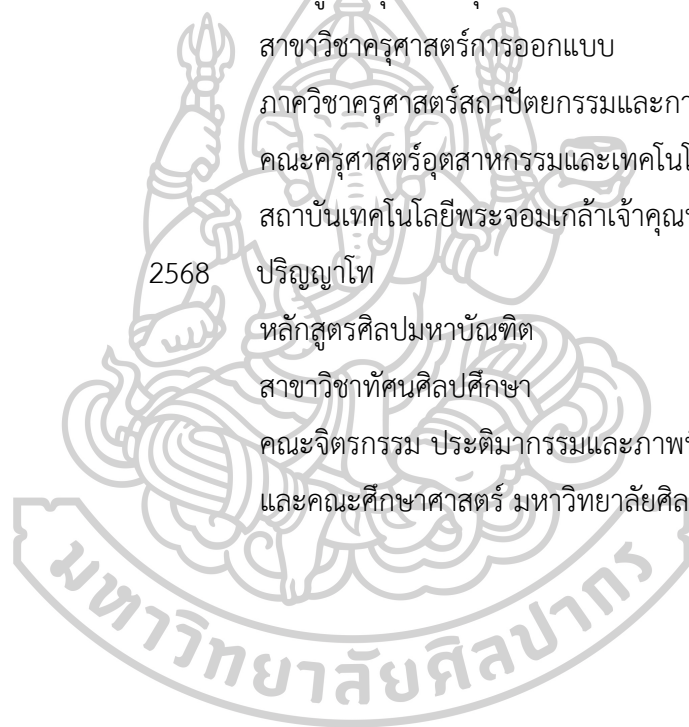 สาขาวิชาครุศาสตร์การออกแบบ
ภาควิชาครุศาสตร์สถาปัตยกรรมและกา
คณะครุศาสตร์อุตสาหกรรมและเทคโนโ
สถาบันเทคโนโลยีพระจอมเกล้าเจ้าคุณ
2568 ปริญญาโท
หลักสูตรศิลปมหาบัณฑิต
สาขาวิชาทัศนศิลปศึกษา
คณะจิตรกรรม ประติมากรรมและภาพ
และคณะศึกษาศาสตร์ มหาวิทยาลัยศิล
มหาวิทยาลัยศิลปากร